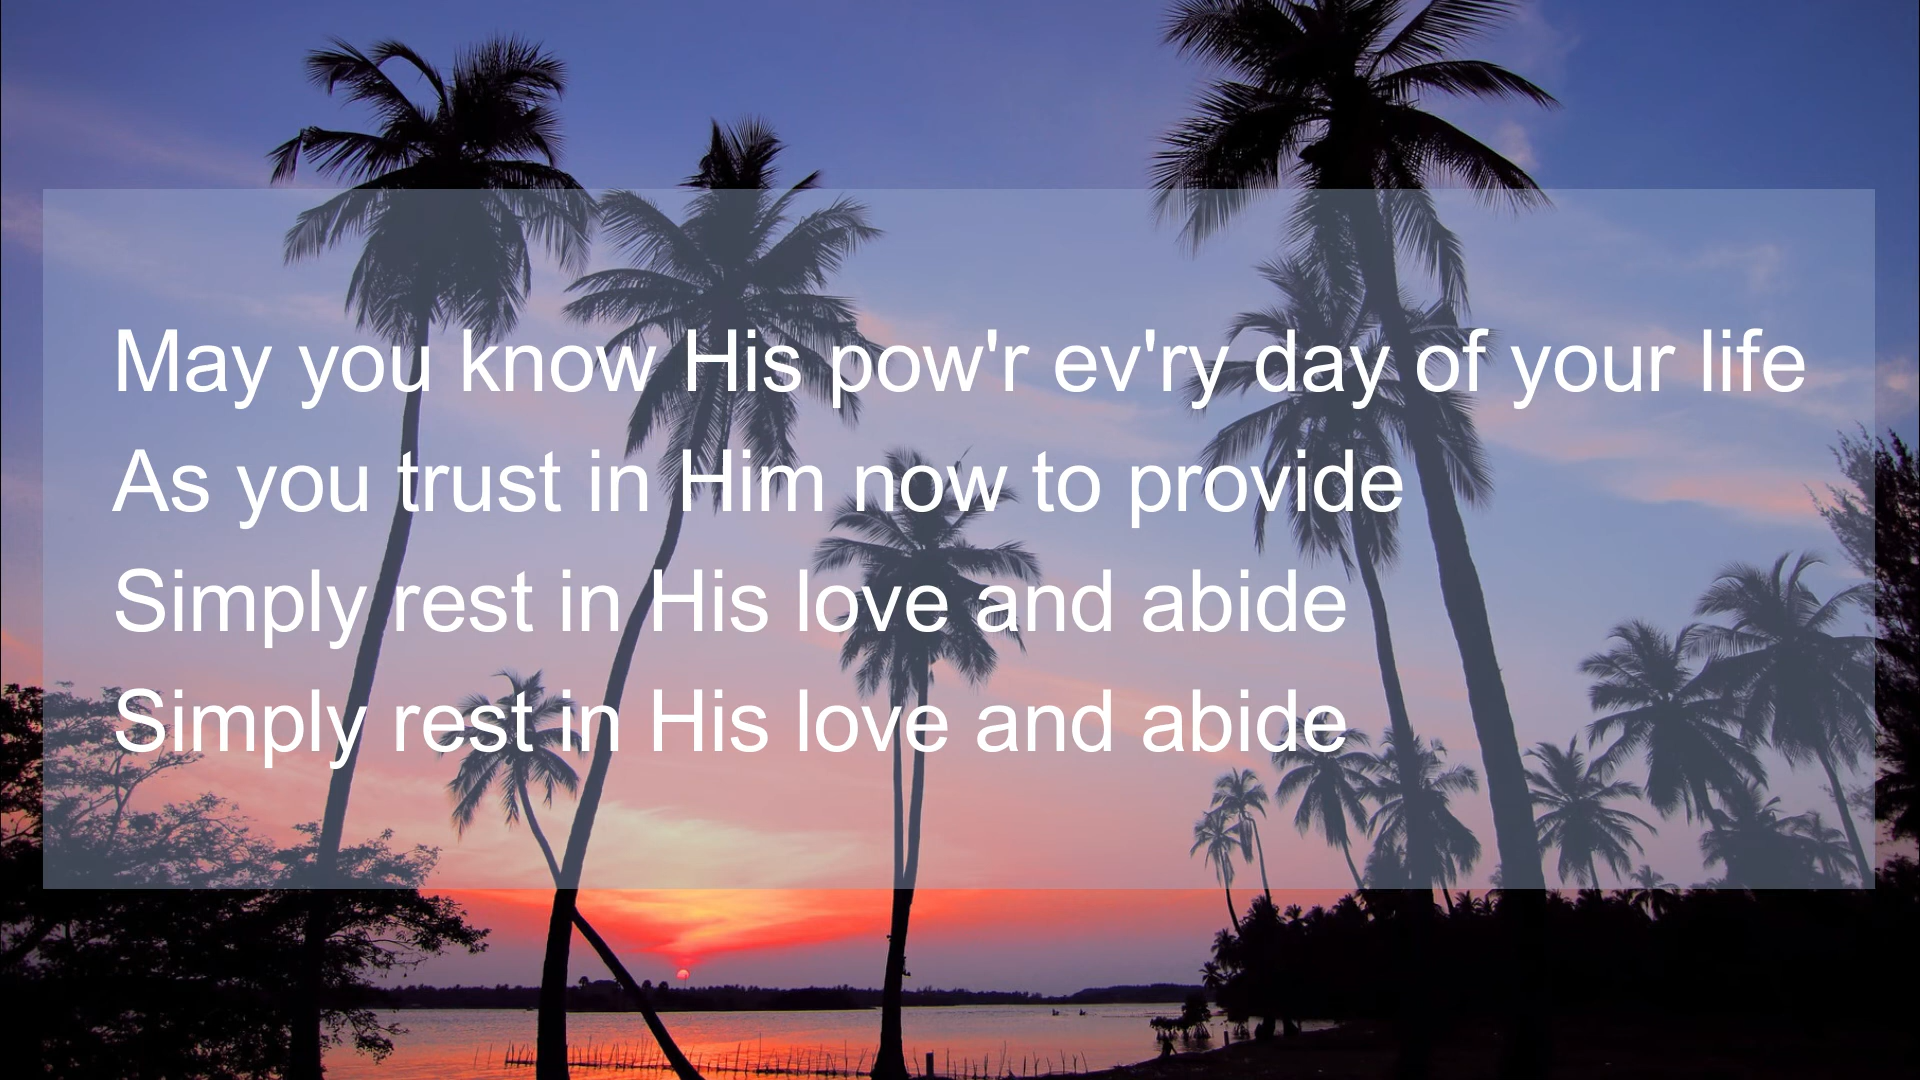 May you know His pow'r ev'ry day of your life
As you trust in Him now to provide
Simply rest in His love and abide
Simply rest in His love and abide